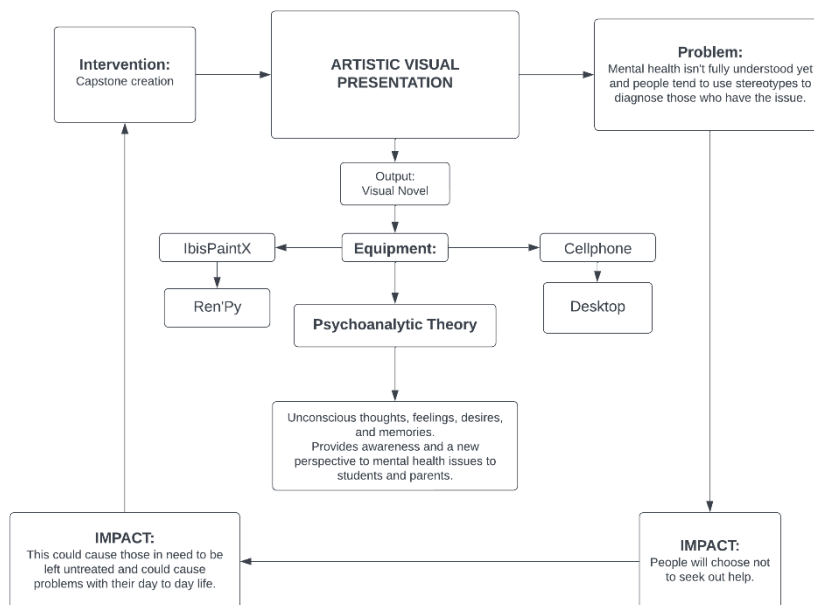 Intervention:
Capstone creation
ARTISTIC VISUAL
PRESENTATION
Problem:
Mental health isn't fully understood yet
and people tend to use stereotypes to
diagnose those who have the issue.
Output:
Visual Novel
IbisPaintX
Equipment:
Cellphone
Ren'Py
Psychoanalytic Theory
Desktop
Unconscious thoughts, feelings, desires,
and memories.
Provides awareness and a new
perspective to mental health issues to
students and parents.
IMPACT:
This could cause those in need to be
left untreated and could cause
problems with their day to day life.
IMPACT:
People will choose not
to seek out help.